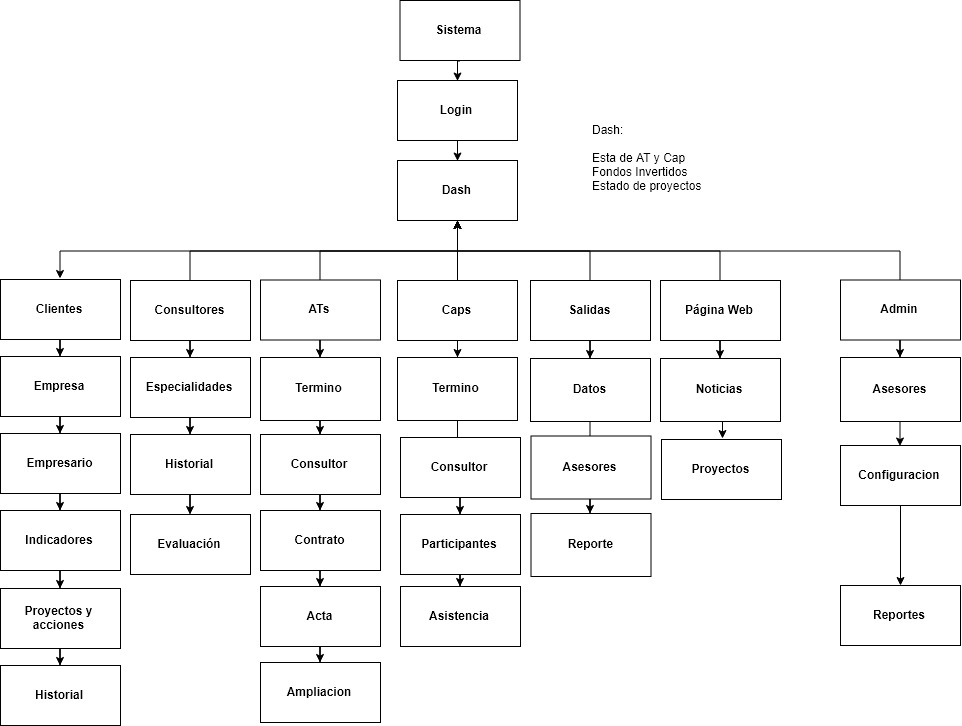 Sistema
Login
Dash:
Esta de AT y Cap
Fondos Invertidos
Estado de proyectos
Dash
Clientes
Consultores
ATs
Caps
Salidas
Página Web
Admin
Empresa
Especialidades
Termino
Termino
Datos
Noticias
Asesores
Empresario
Historial
Consultor
Consultor
Asesores
Proyectos
Configuracion
Indicadores
Evaluación
Contrato
Participantes
Reporte
Proyectos y
acciones
Acta
Asistencia
Reportes
Historial
Ampliacion